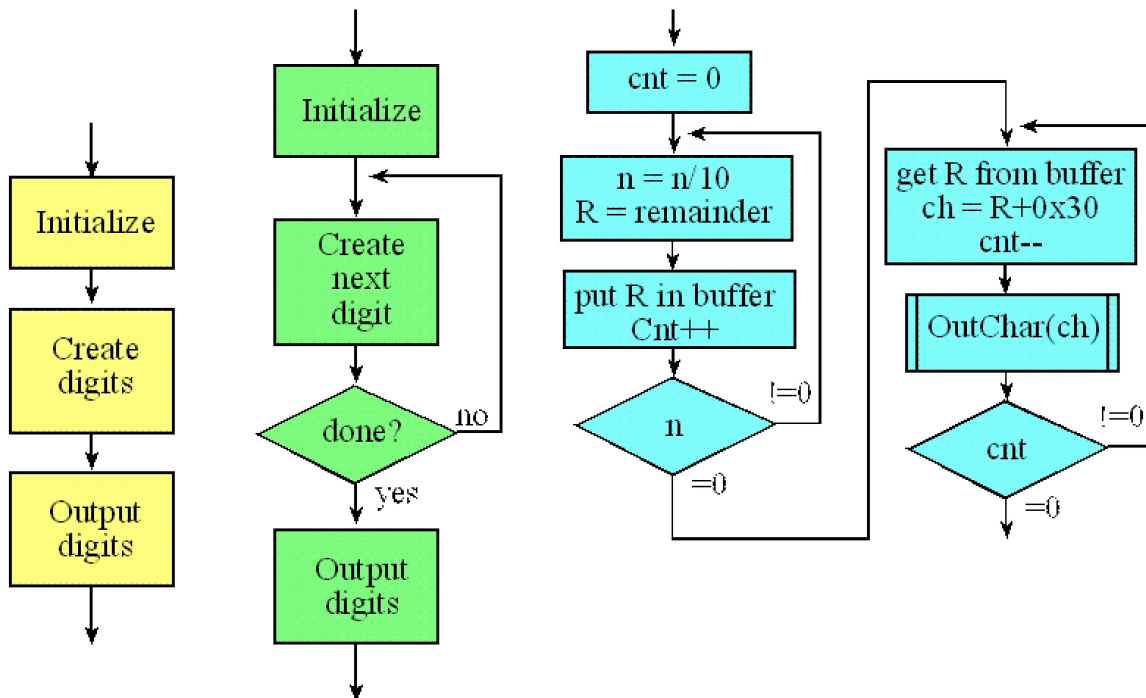 Initialize
Create
digits
Output
digits
Initialize
Create
next
digit
done?
no
yes
Output
digits
cnt = 0
n = n/10
R = remainder
put R in buffer
Cnt++
n
!=0
=0
get R from buffer
ch = R+0x30
cnt--
OutChar(ch)
cnt
!=0
=0